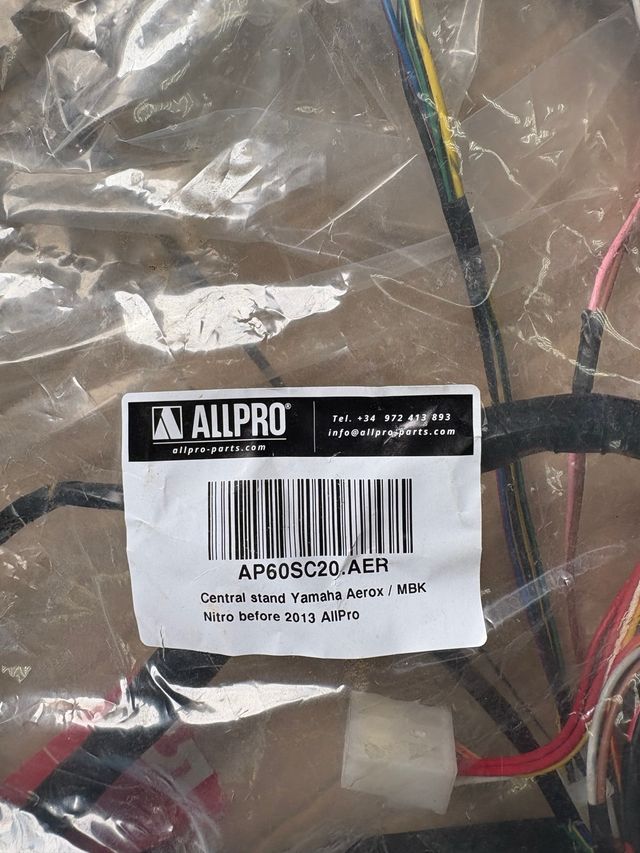 ALLPRO®
allpro-parts.com
Tel. +34 972 413 893
info@allpro-parts.com
AP60SC20.AER
Central stand Yamaha Aerox / MBK
Nitro before 2013 AllPro